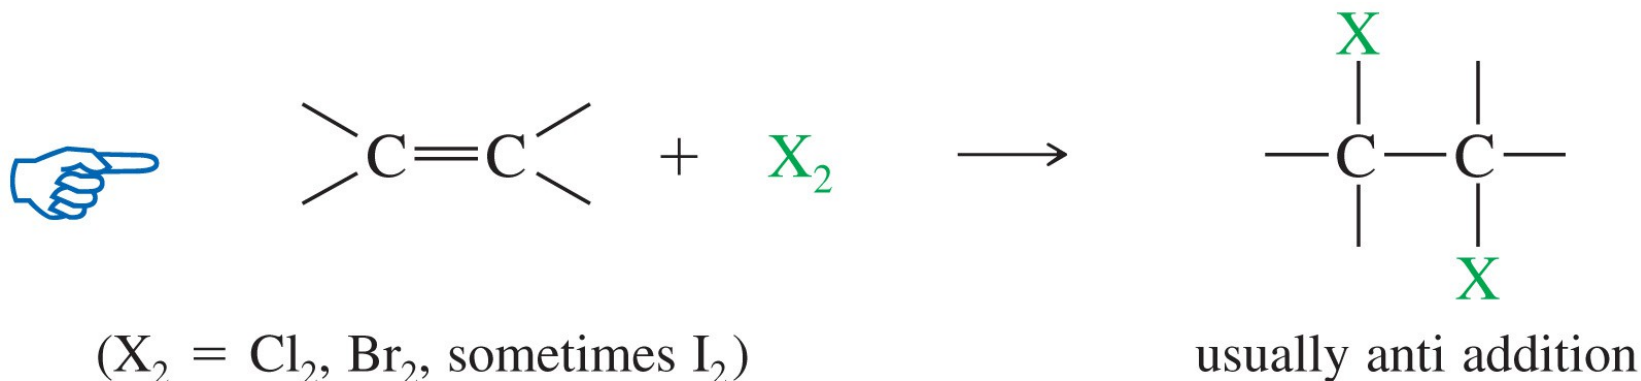 X
C=C + X₂ ⟶ —C—C—
X
(X₂ = Cl₂, Br₂, sometimes I₂) usually anti addition